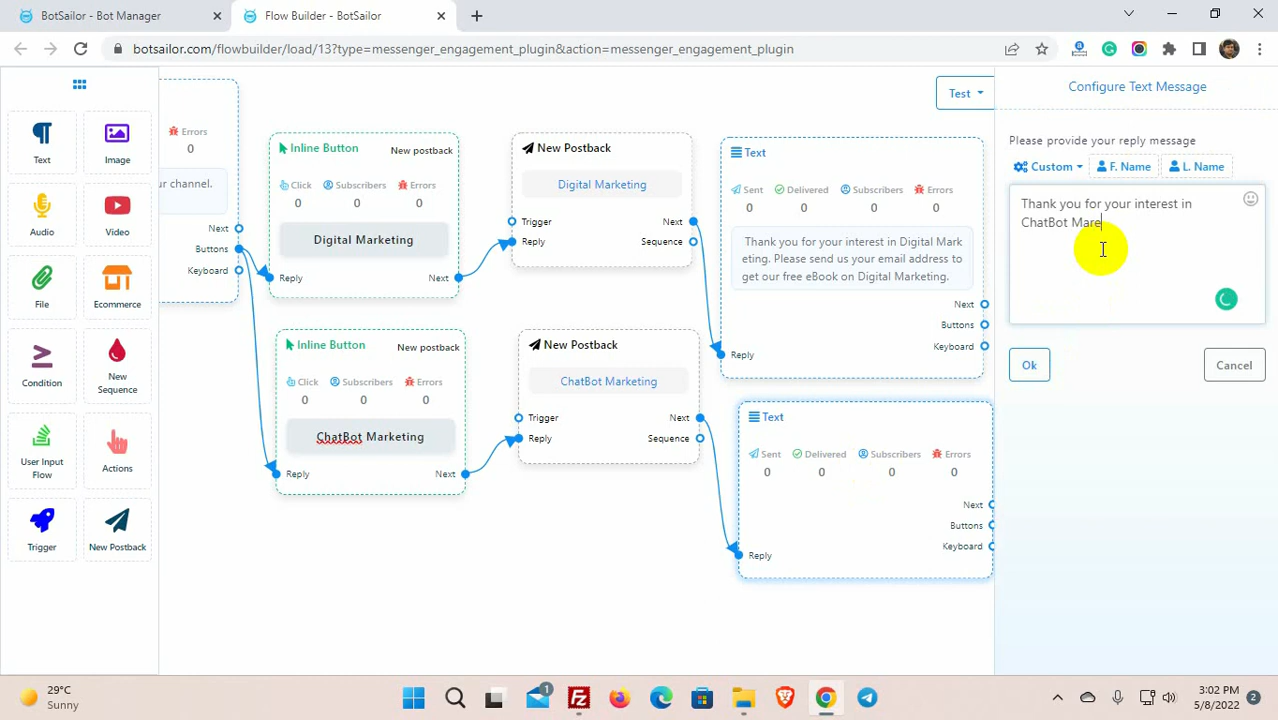 BotSailor - Bot Manager
Flow Builder - BotSailor
botsailor.com/flowbuilder/load/13?type=messenger_engagement_plugin&action=messenger_engagement_plugin
Text
Image
Audio
Video
File
Ecommerce
Condition
New
Sequence
User Input
Flow
Actions
Trigger
New Postback
Errors
0
ur channel.
Next
Buttons
Keyboard
Inline Button
New postback
Click
Subscribers
Errors
0
0
0
Digital Marketing
Reply
Next
Inline Button
New postback
Click
Subscribers
Errors
0
0
0
ChatBot Marketing
Reply
Next
New Postback
Digital Marketing
Trigger
Next
Reply
Sequence
New Postback
ChatBot Marketing
Trigger
Next
Reply
Sequence
Test
Text
Sent
Delivered
Subscribers
Errors
0
0
0
0
Thank you for your interest in Digital Mark
eting. Please send us your email address to
get our free eBook on Digital Marketing.
Next
Buttons
Keyboard
Reply
Text
Sent
Delivered
Subscribers
Errors
0
0
0
0
Next
Buttons
Keyboard
Reply
Configure Text Message
Please provide your reply message
Custom
F. Name
L. Name
Thank you for your interest in
ChatBot Mare
Ok
Cancel
29°C
Sunny
1
8:02 PM
5/8/2022
2